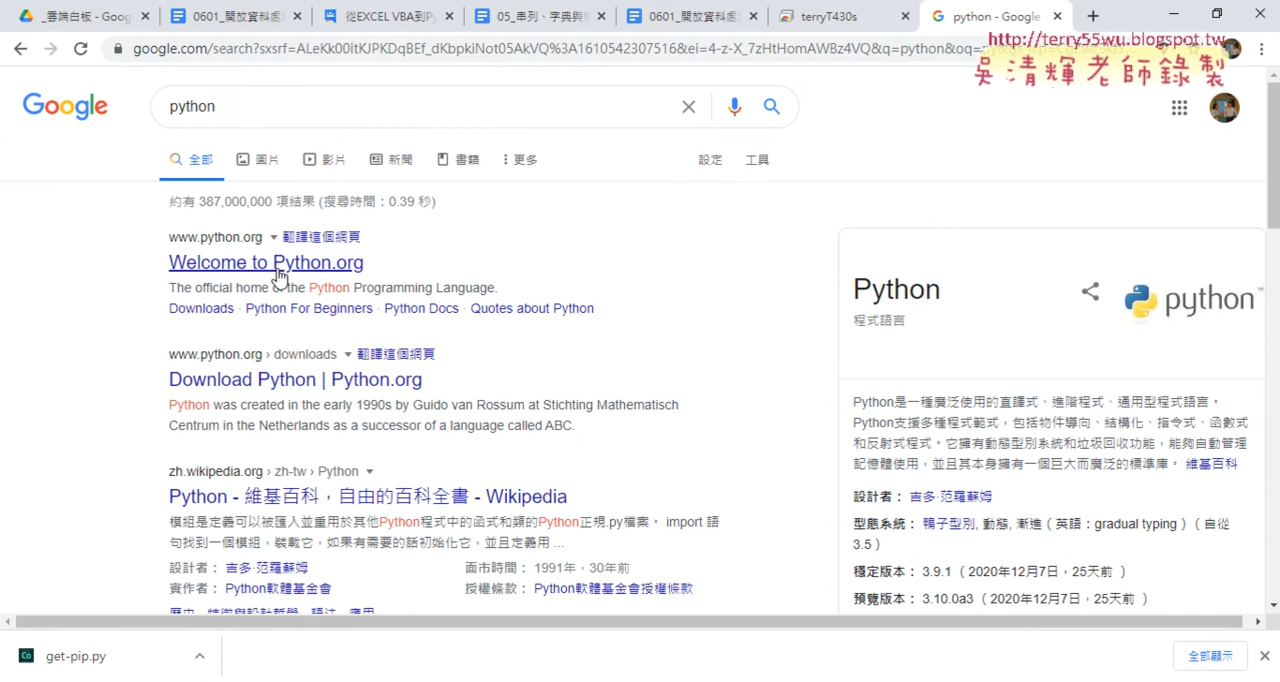 _雲端白板 - Goog
0601_開放資料處
從EXCEL VBA到Py
05_串列、字典與
0601_開放資料處
terryT430s
python - Google
google.com/search?sxsrf=ALeKk00itKJPKDqBEf_dKbpkiNot05AkVQ%3A1610542307516&ei=4-z-X_7zHtHomAWBz4VQ&q=python&oq=
http://terry55wu.blogspot.tw
吳清輝老師錄製
Google
python
全部
圖片
影片
新聞
書籍
更多
設定
工具
約有 387,000,000 項結果 (搜尋時間：0.39 秒)
www.python.org 翻譯這個網頁
Welcome to Python.org
The official home of the Python Programming Language.
Downloads · Python For Beginners · Python Docs · Quotes about Python
www.python.org › downloads 翻譯這個網頁
Download Python | Python.org
Python was created in the early 1990s by Guido van Rossum at Stichting Mathematisch
Centrum in the Netherlands as a successor of a language called ABC.
zh.wikipedia.org › zh-tw › Python
Python - 維基百科，自由的百科全書 - Wikipedia
模組是定義可以被匯入並重用於其他Python程式中的函式和類的Python正規.py檔案。 import 語
句找到一個模組，裝載它，如果有需要的話初始化它，並且定義用 ...
設計者： 吉多·范羅蘇姆
面市時間： 1991年，30年前
實作者： Python軟體基金會
授權條款： Python軟體基金會授權條款
歷史 · 特徵與設計哲學 · 語法 · 應用
Python
程式語言
python™
Python是一種廣泛使用的直譯式、進階程式、通用型程式語言。
Python支援多種程式範式，包括物件導向、結構化、指令式、函數式
和反射式程式。它擁有動態型別系統和垃圾回收功能，能夠自動管理
記憶體使用，並且其本身擁有一個巨大而廣泛的標準庫。 維基百科
設計者： 吉多·范羅蘇姆
型態系統： 鴨子型別, 動態, 漸進（英語：gradual typing）（自從
3.5）
穩定版本： 3.9.1（2020年12月7日，25天前 ）
預覽版本： 3.10.0a3（2020年12月7日，25天前 ）
get-pip.py
全部顯示